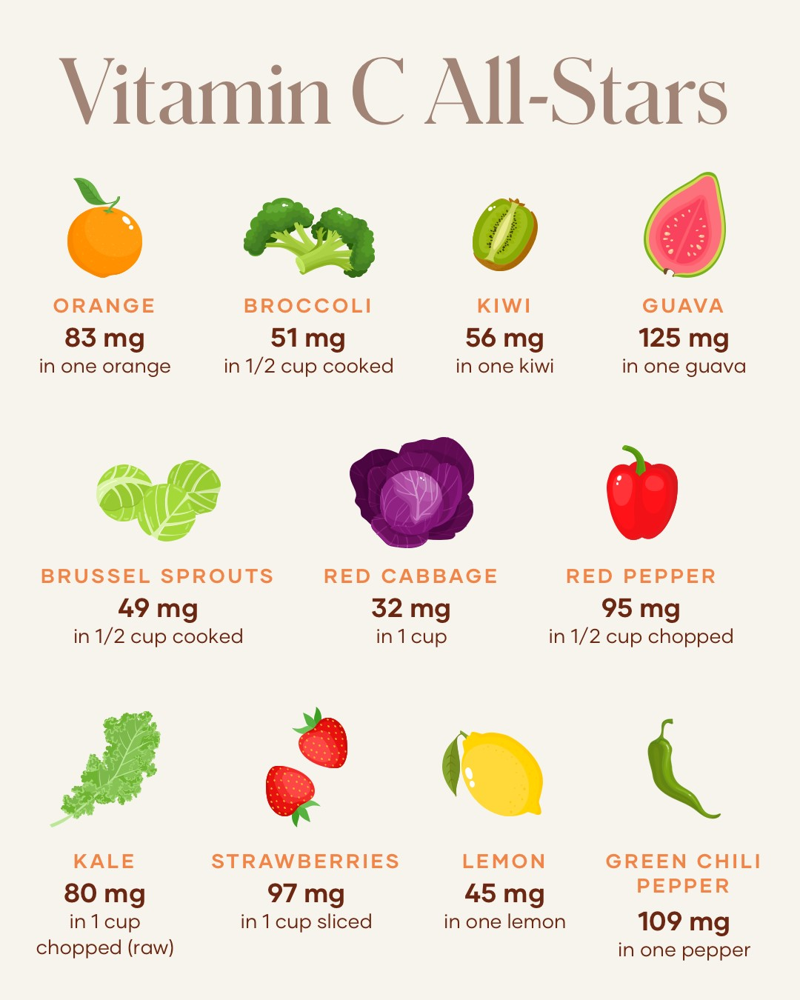 Vitamin C All-Stars
ORANGE
83 mg
in one orange
BROCCOLI
51 mg
in 1/2 cup cooked
KIWI
56 mg
in one kiwi
GUAVA
125 mg
in one guava
BRUSSEL SPROUTS
49 mg
in 1/2 cup cooked
RED CABBAGE
32 mg
in 1 cup
RED PEPPER
95 mg
in 1/2 cup chopped
KALE
80 mg
in 1 cup
chopped (raw)
STRAWBERRIES
97 mg
in 1 cup sliced
LEMON
45 mg
in one lemon
GREEN CHILI
PEPPER
109 mg
in one pepper